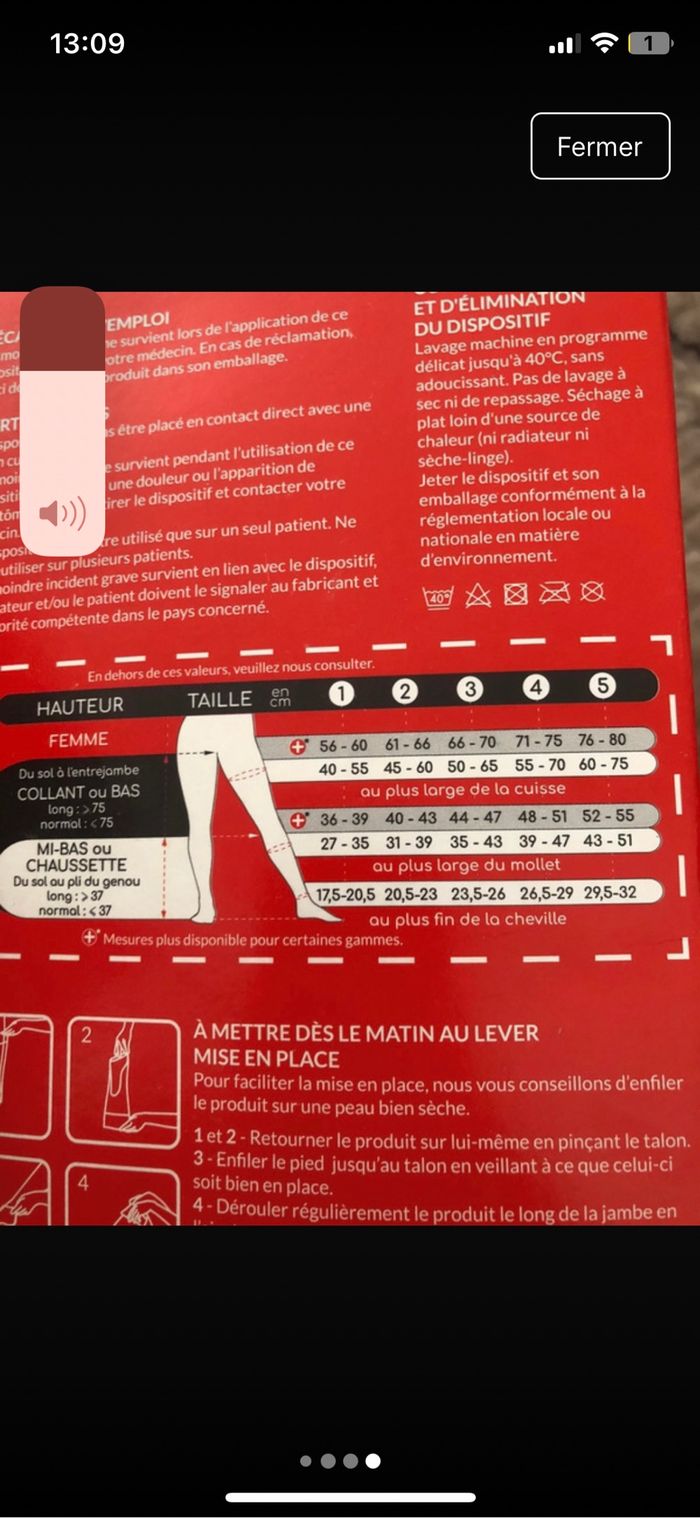 13:09
1
Fermer
'EMPLOI
ne survient lors de l'application de ce
otre médecin. En cas de réclamation,
produit dans son emballage.
S
s être placé en contact direct avec une
e survient pendant l'utilisation de ce
une douleur ou l'apparition de
irer le dispositif et contacter votre
re utilisé que sur un seul patient. Ne
utiliser sur plusieurs patients.
oindre incident grave survient en lien avec le dispositif,
ateur et/ou le patient doivent le signaler au fabricant et
orité compétente dans le pays concerné.
ET D'ÉLIMINATION
DU DISPOSITIF
Lavage machine en programme
délicat jusqu'à 40°C, sans
adoucissant. Pas de lavage à
sec ni de repassage. Séchage à
plat loin d'une source de
chaleur (ni radiateur ni
sèche-linge).
Jeter le dispositif et son
emballage conformément à la
réglementation locale ou
nationale en matière
d'environnement.
40°
En dehors de ces valeurs, veuillez nous consulter.
HAUTEUR TAILLE en cm 1 2 3 4 5
FEMME
+* 56 - 60 61 - 66 66 - 70 71 - 75 76 - 80
40 - 55 45 - 60 50 - 65 55 - 70 60 - 75
au plus large de la cuisse
Du sol à l'entrejambe
COLLANT ou BAS
long : > 75
normal : < 75
+* 36 - 39 40 - 43 44 - 47 48 - 51 52 - 55
27 - 35 31 - 39 35 - 43 39 - 47 43 - 51
au plus large du mollet
MI-BAS ou
CHAUSSETTE
Du sol au pli du genou
long : > 37
normal : < 37
17,5-20,5 20,5-23 23,5-26 26,5-29 29,5-32
au plus fin de la cheville
+* Mesures plus disponible pour certaines gammes.
2
4
À METTRE DÈS LE MATIN AU LEVER
MISE EN PLACE
Pour faciliter la mise en place, nous vous conseillons d'enfiler
le produit sur une peau bien sèche.
1 et 2 - Retourner le produit sur lui-même en pinçant le talon.
3 - Enfiler le pied jusqu'au talon en veillant à ce que celui-ci
soit bien en place.
4 - Dérouler régulièrement le produit le long de la jambe en